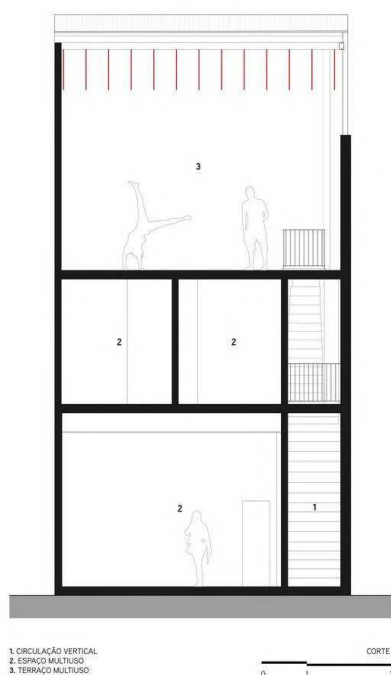 3
2
2
2
1
1. CIRCULAÇÃO VERTICAL
2. ESPAÇO MULTIUSO
3. TERRAÇO MULTIUSO
CORTE
0 1